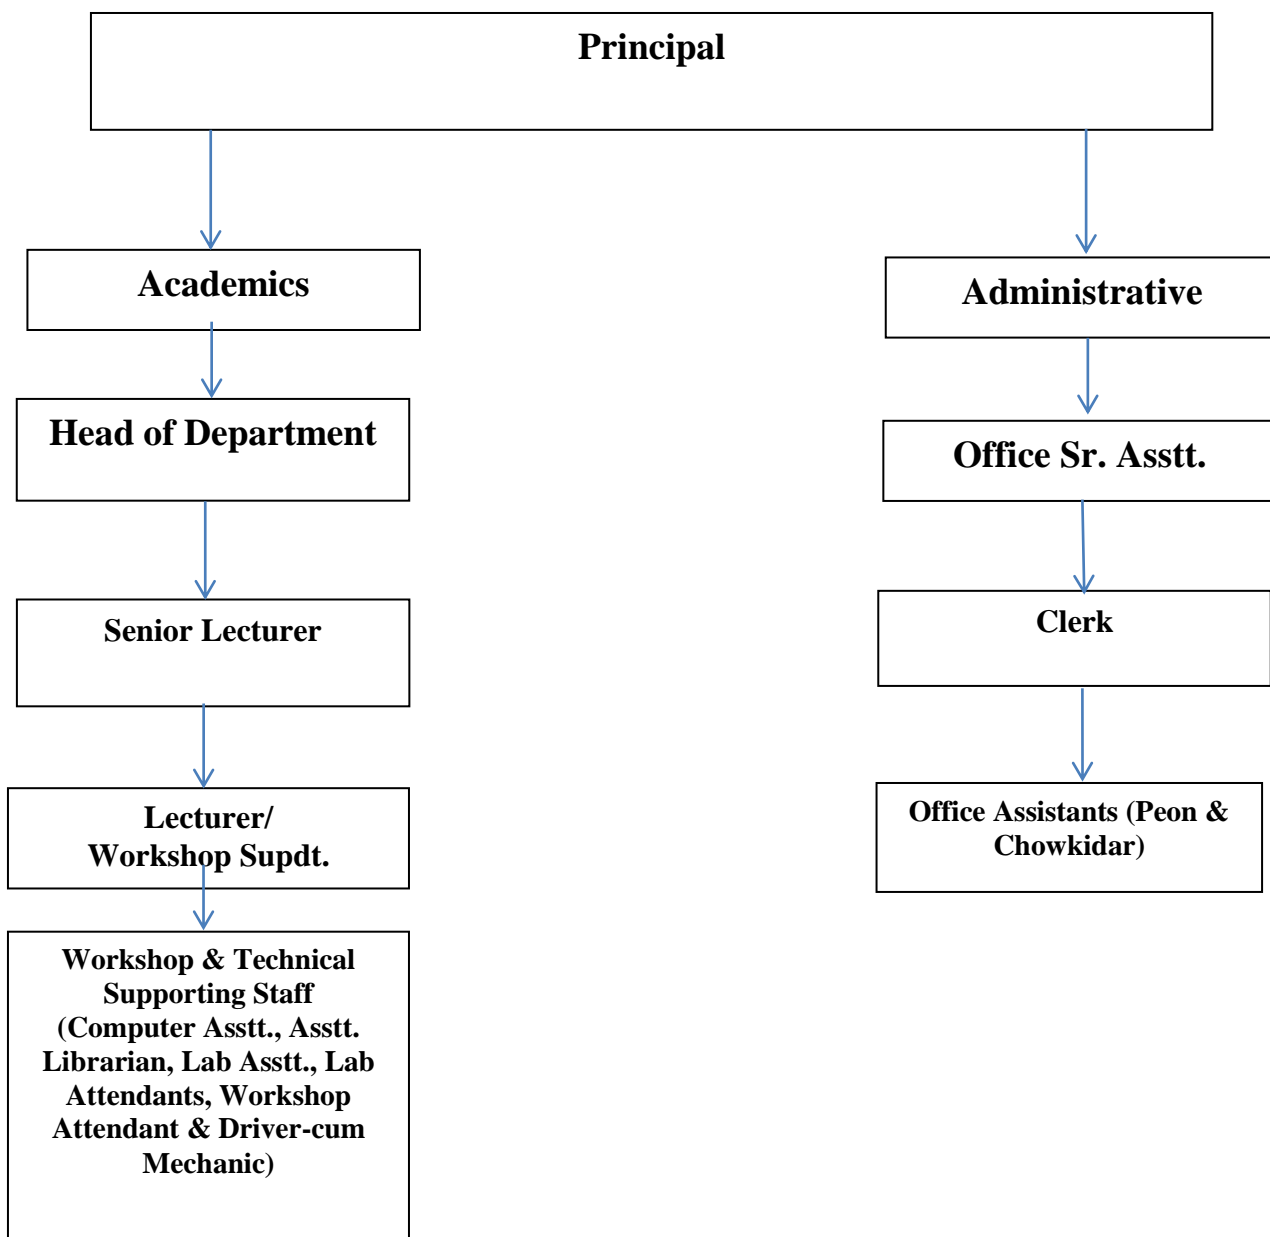 Principal
Academics
Administrative
Head of Department
Office Sr. Asstt.
Senior Lecturer
Clerk
Lecturer/
Workshop Supdt.
Office Assistants (Peon &
Chowkidar)
Workshop & Technical
Supporting Staff
(Computer Asstt., Asstt.
Librarian, Lab Asstt., Lab
Attendants, Workshop
Attendant & Driver-cum
Mechanic)